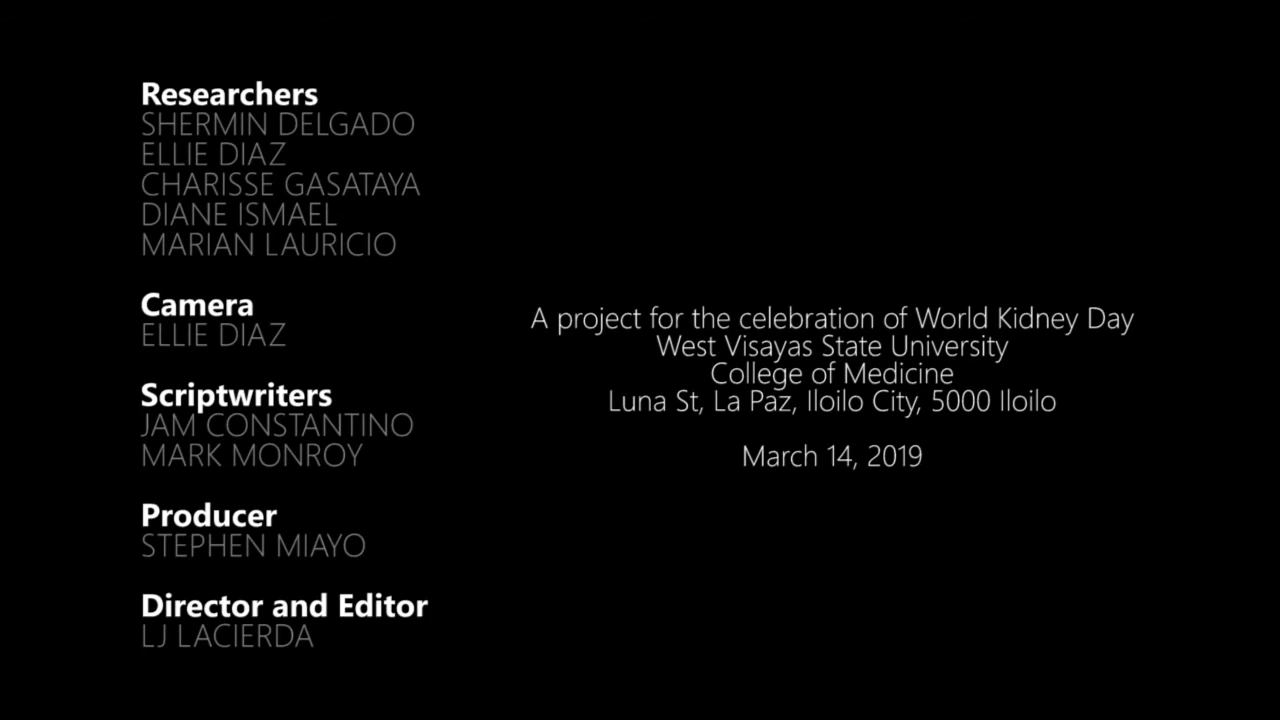 Researchers
SHERMIN DELGADO
ELLIE DIAZ
CHARISSE GASATAYA
DIANE ISMAEL
MARIAN LAURICIO
Camera
ELLIE DIAZ
Scriptwriters
JAM CONSTANTINO
MARK MONROY
Producer
STEPHEN MIAYO
Director and Editor
LJ LACIERDA
A project for the celebration of World Kidney Day
West Visayas State University
College of Medicine
Luna St, La Paz, Iloilo City, 5000 Iloilo
March 14, 2019